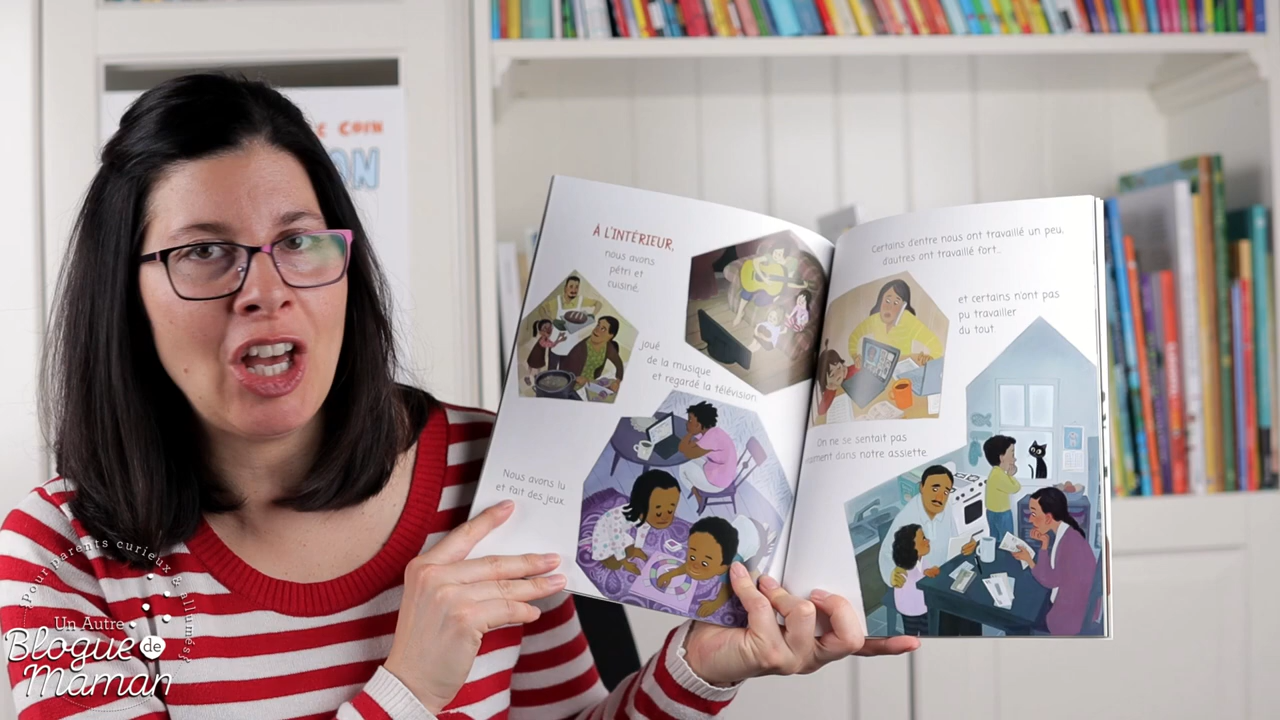 COIN
ON
À L'INTÉRIEUR,
nous avons
pétri et
cuisiné,
joué
de la musique
et regardé la télévision.
Nous avons lu
et fait des jeux.
Certains d'entre nous ont travaillé un peu,
d'autres ont travaillé fort...
et certains n'ont pas
pu travailler
du tout
On ne se sentait pas
dans notre assiette.
Pour parents curieux & allumés!
Un Autre
Blogue de
Maman